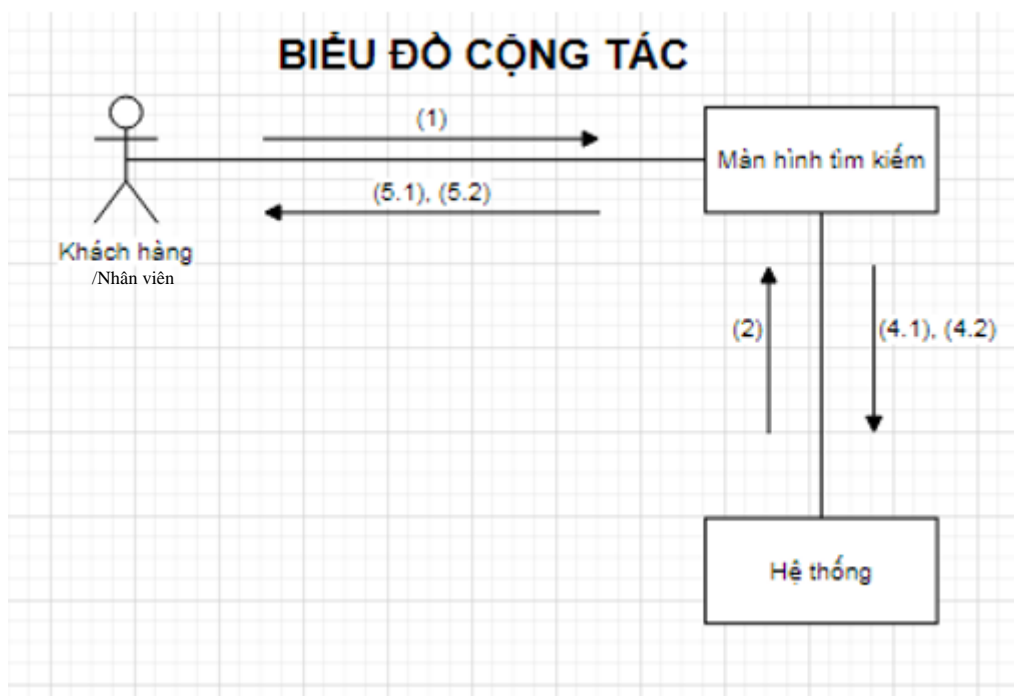 BIỂU ĐỒ CỘNG TÁC
(1)
Màn hình tìm kiếm
(5.1), (5.2)
Khách hàng
/Nhân viên
(2)
(4.1), (4.2)
Hệ thống